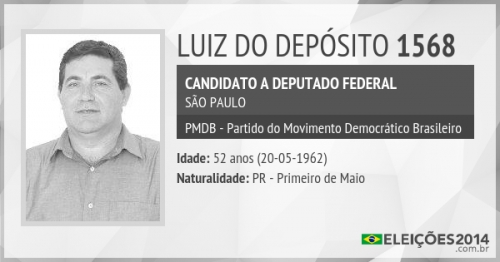 LUIZ DO DEPÓSITO 1568
CANDIDATO A DEPUTADO FEDERAL
SÃO PAULO
PMDB - Partido do Movimento Democrático Brasileiro
Idade: 52 anos (20-05-1962)
Naturalidade: PR - Primeiro de Maio
ELEIÇÕES2014
.com.br